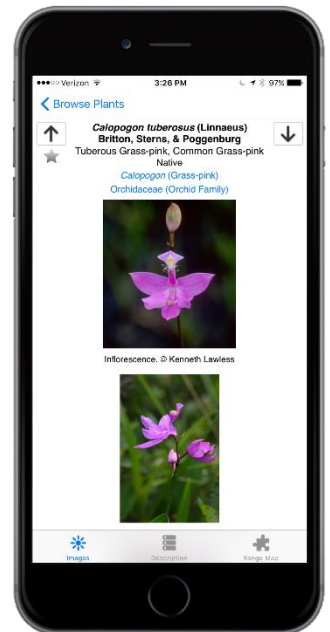 Verizon 3:26 PM 97%
Browse Plants
Calopogon tuberosus (Linnaeus)
Britton, Sterns, & Poggenburg
Tuberous Grass-pink, Common Grass-pink
Native
Calopogon (Grass-pink)
Orchidaceae (Orchid Family)
Inflorescence. © Kenneth Lawless
Images Description Range Map